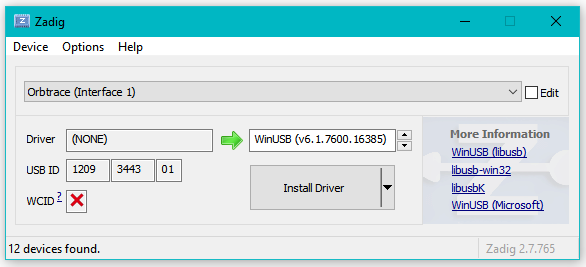 Zadig
Device Options Help
Orbtrace (Interface 1)
Edit
Driver (NONE) WinUSB (v6.1.7600.16385)
USB ID 1209 3443 01
WCID ?
Install Driver
More Information
WinUSB (libusb)
libusb-win32
libusbK
WinUSB (Microsoft)
12 devices found.
Zadig 2.7.765